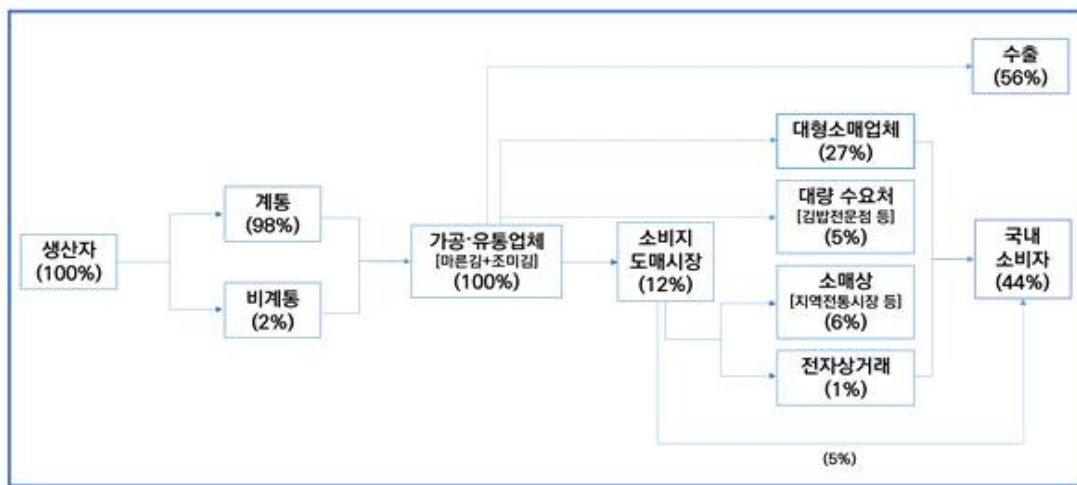 생산자
(100%)
계통
(98%)
비계통
(2%)
가공·유통업체
[마른김+조미김]
(100%)
소비지
도매시장
(12%)
수출
(56%)
대형소매업체
(27%)
대량 수요처
[김밥전문점 등]
(5%)
소매상
[지역전통시장 등]
(6%)
전자상거래
(1%)
국내
소비자
(44%)
(5%)